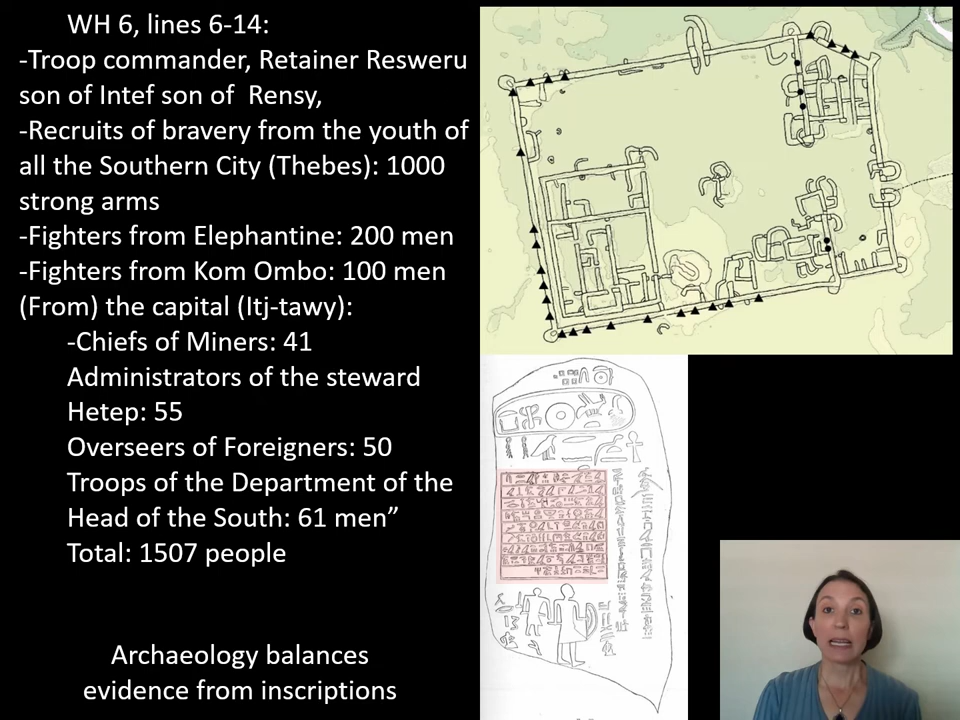 WH 6, lines 6-14:
-Troop commander, Retainer Resweru
son of Intef son of Rensy,
-Recruits of bravery from the youth of
all the Southern City (Thebes): 1000
strong arms
-Fighters from Elephantine: 200 men
-Fighters from Kom Ombo: 100 men
(From) the capital (Itj-tawy):
-Chiefs of Miners: 41
Administrators of the steward
Hetep: 55
Overseers of Foreigners: 50
Troops of the Department of the
Head of the South: 61 men”
Total: 1507 people
Archaeology balances
evidence from inscriptions